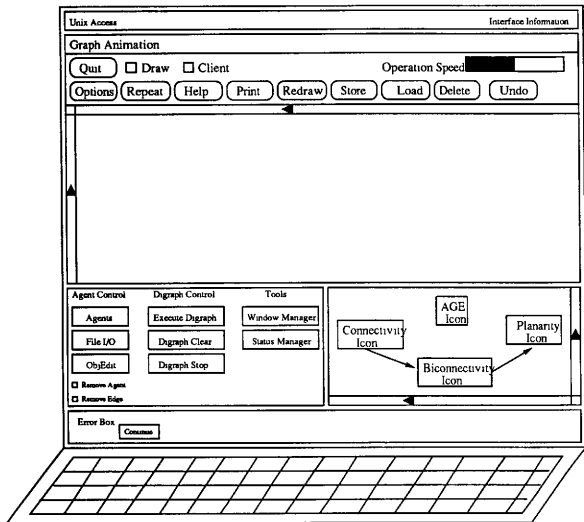 Unix Access Interface Information
Graph Animation
Quit Draw Client Operation Speed
Options Repeat Help Print Redraw Store Load Delete Undo
Agent Control Digraph Control Tools
Agents Execute Digraph Window Manager
File I/O Digraph Clear Status Manager
ObjEdit Digraph Stop
Remove Agent
Remove Edge
AGE
Icon
Connectivity
Icon
Planarity
Icon
Biconnectivity
Icon
Error Box
Continue